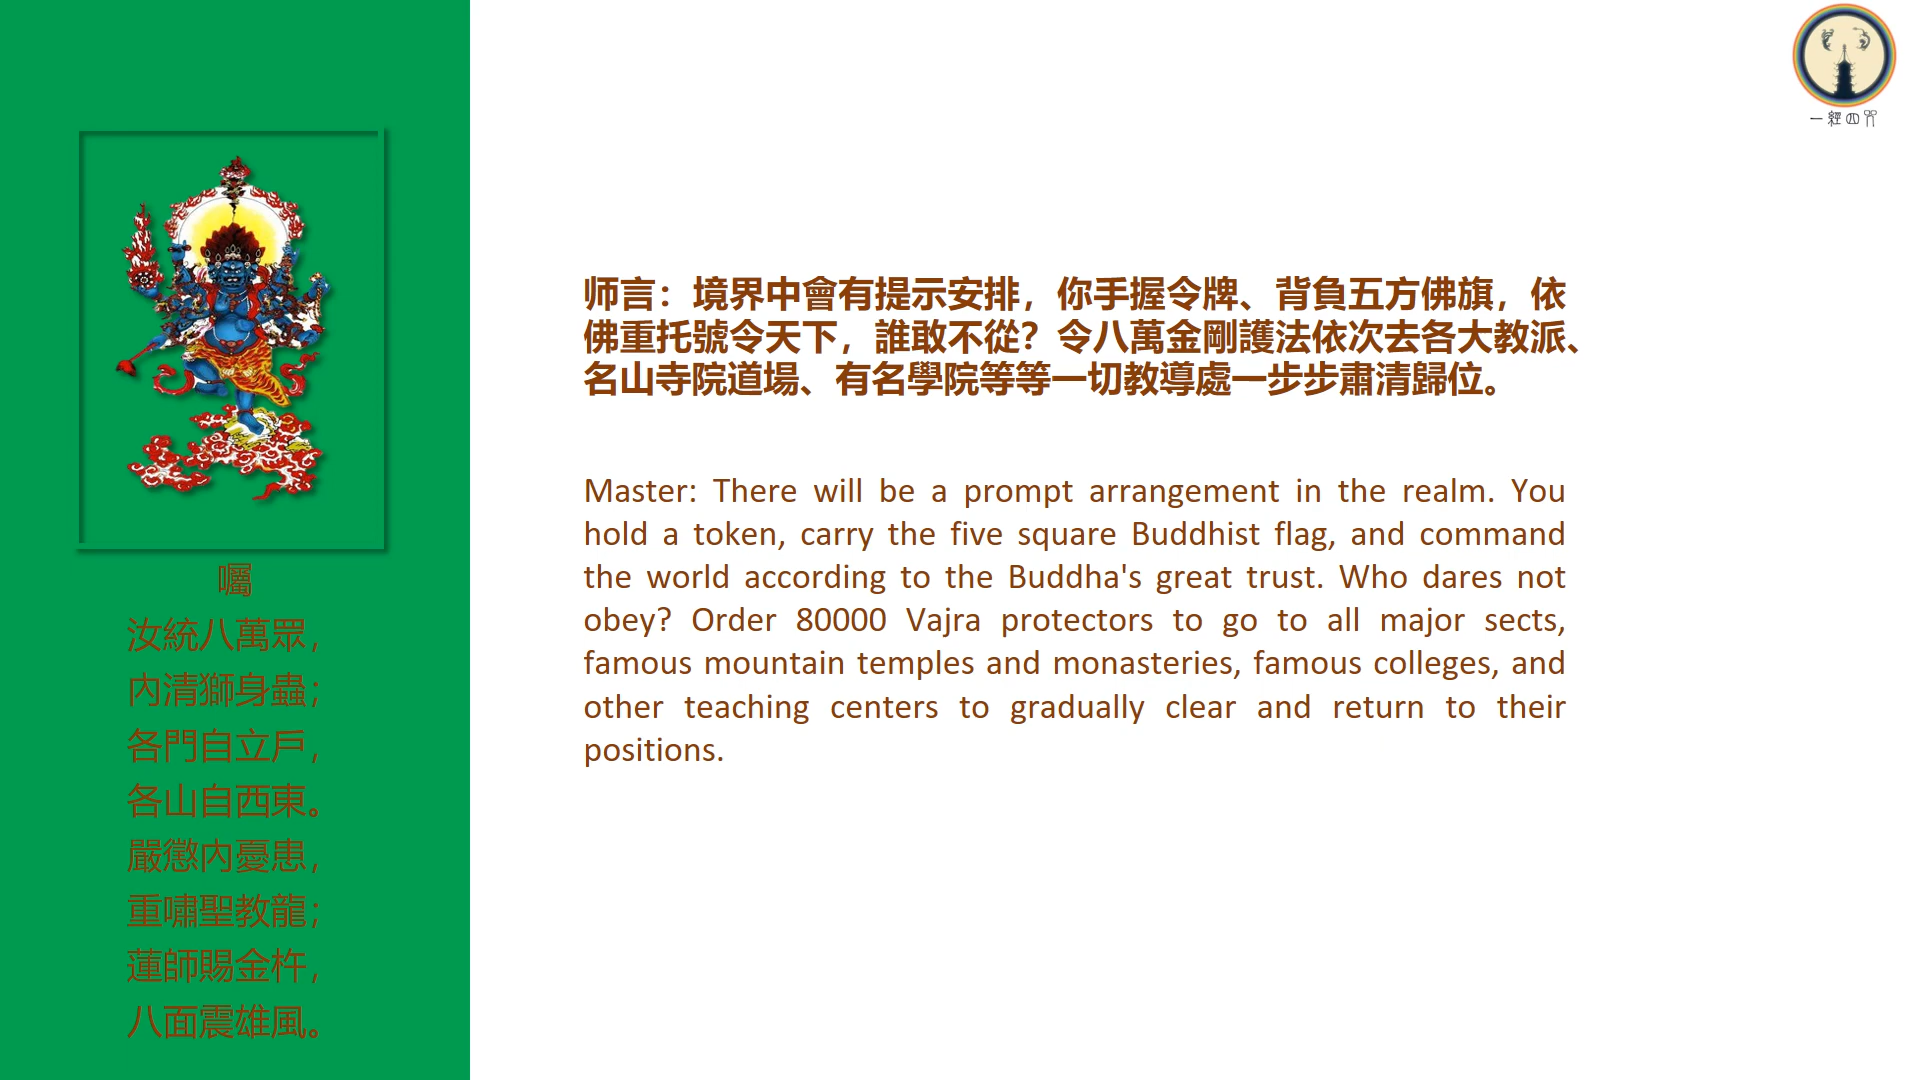 一經四咒
师言：境界中會有提示安排，你手握令牌、背負五方佛旗，依
佛重托號令天下，誰敢不從？令八萬金剛護法依次去各大教派、
名山寺院道場、有名學院等等一切教導處一步步肅清歸位。
Master: There will be a prompt arrangement in the realm. You
hold a token, carry the five square Buddhist flag, and command
the world according to the Buddha's great trust. Who dares not
obey? Order 80000 Vajra protectors to go to all major sects,
famous mountain temples and monasteries, famous colleges, and
other teaching centers to gradually clear and return to their
positions.
囑
汝統八萬眾，
內清獅身蟲；
各門自立戶，
各山自西東。
嚴懲內憂患，
重嘯聖教龍；
蓮師賜金杵，
八面震雄風。